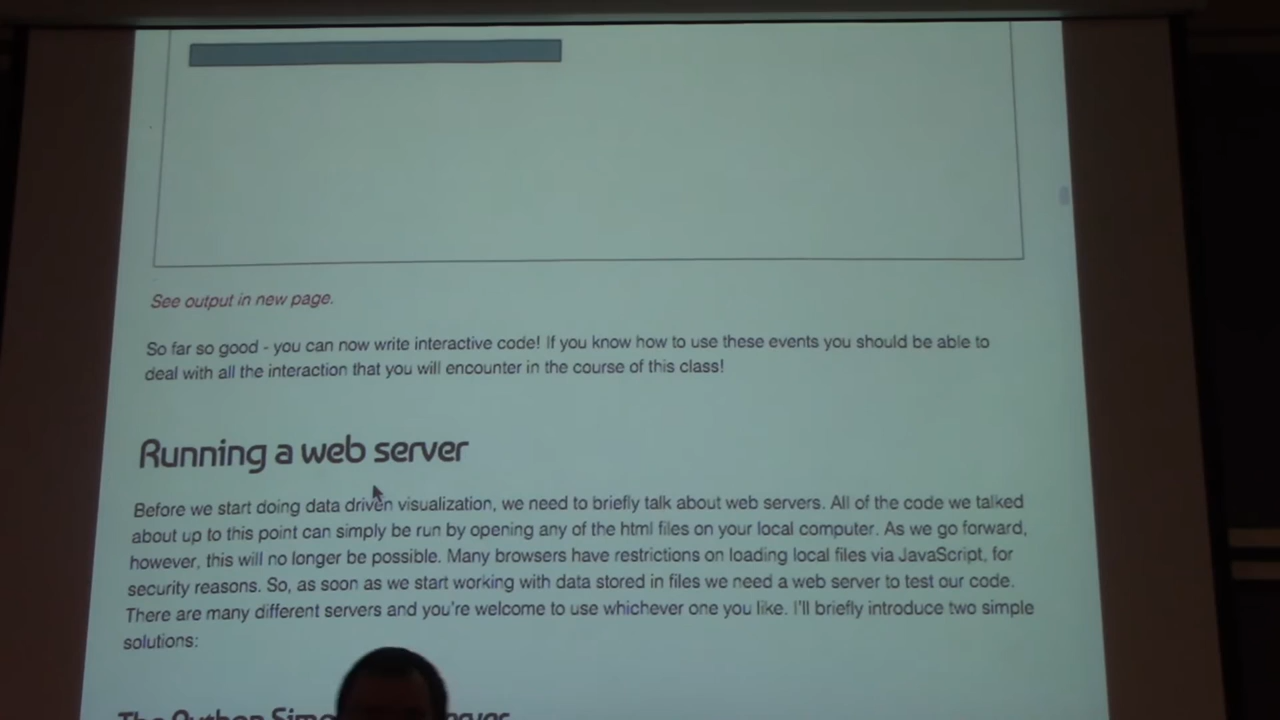 See output in new page.
So far so good - you can now write interactive code! If you know how to use these events you should be able to
deal with all the interaction that you will encounter in the course of this class!
Running a web server
Before we start doing data driven visualization, we need to briefly talk about web servers. All of the code we talked
about up to this point can simply be run by opening any of the html files on your local computer. As we go forward,
however, this will no longer be possible. Many browsers have restrictions on loading local files via JavaScript, for
security reasons. So, as soon as we start working with data stored in files we need a web server to test our code.
There are many different servers and you're welcome to use whichever one you like. I'll briefly introduce two simple
solutions:
The Python